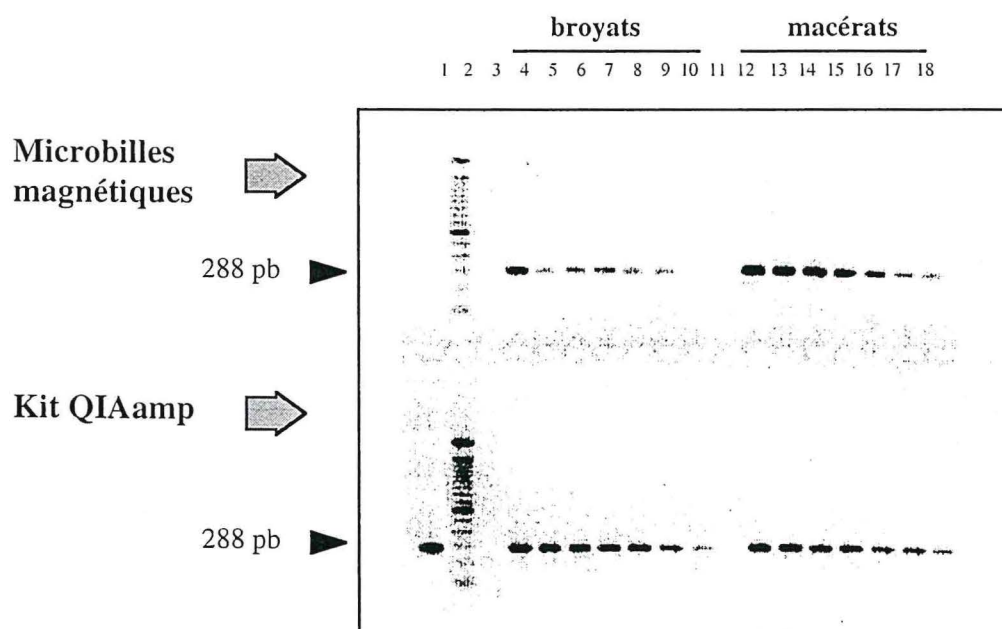 broyats macérats
1 2 3 4 5 6 7 8 9 10 11 12 13 14 15 16 17 18
Microbilles
magnétiques
288 pb
Kit QIAamp
288 pb